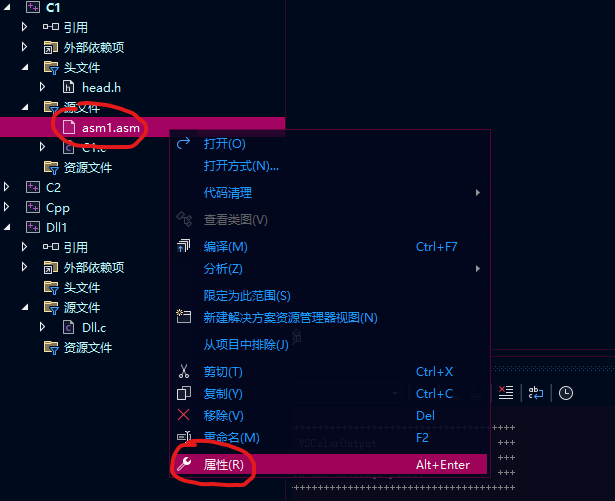 C1
引用
外部依赖项
头文件
head.h
源文件
asm1.asm
C1.c
资源文件
C2
Cpp
Dll1
引用
外部依赖项
头文件
源文件
Dll.c
资源文件
打开(O)
打开方式(N)...
代码清理
查看类图(V)
编译(M) Ctrl+F7
分析(Z)
限定为此范围(S)
新建解决方案资源管理器视图(N)
从项目中排除(J)
剪切(T) Ctrl+X
复制(Y) Ctrl+C
移除(V) Del
重命名(M) F2
属性(R) Alt+Enter
VSColorOutput
+++
+++